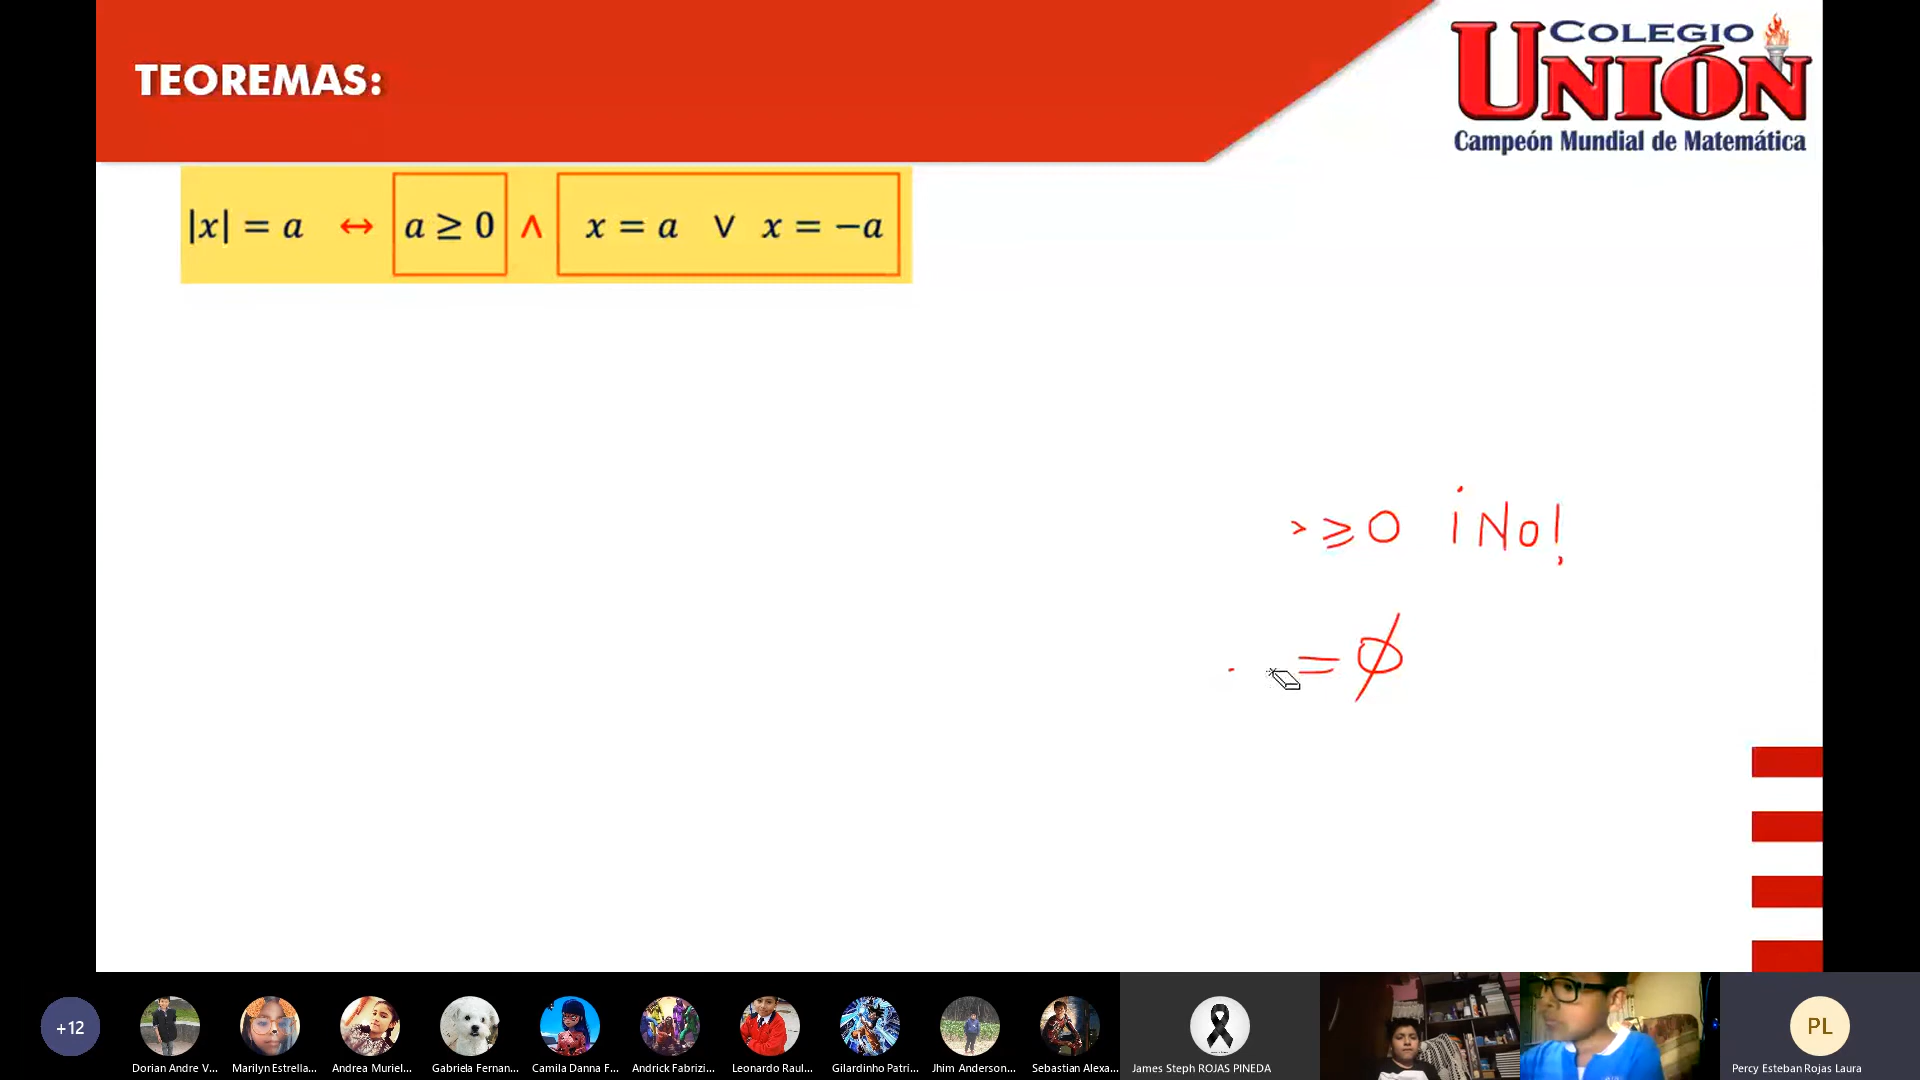 TEOREMAS:
COLEGIO
UNIÓN
Campeón Mundial de Matemática
|x| = a ↔ a ≥ 0 ∧ x = a ∨ x = −a
≥ 0 ¡No!
= ∅
+12
Dorian Andre V...
Marilyn Estrella...
Andrea Muriel...
Gabriela Fernan...
Camila Danna F...
Andrick Fabrizi...
Leonardo Raul...
Gilardinho Patri...
Jhim Anderson...
Sebastian Alexa...
James Steph ROJAS PINEDA
PL
Percy Esteban Rojas Laura